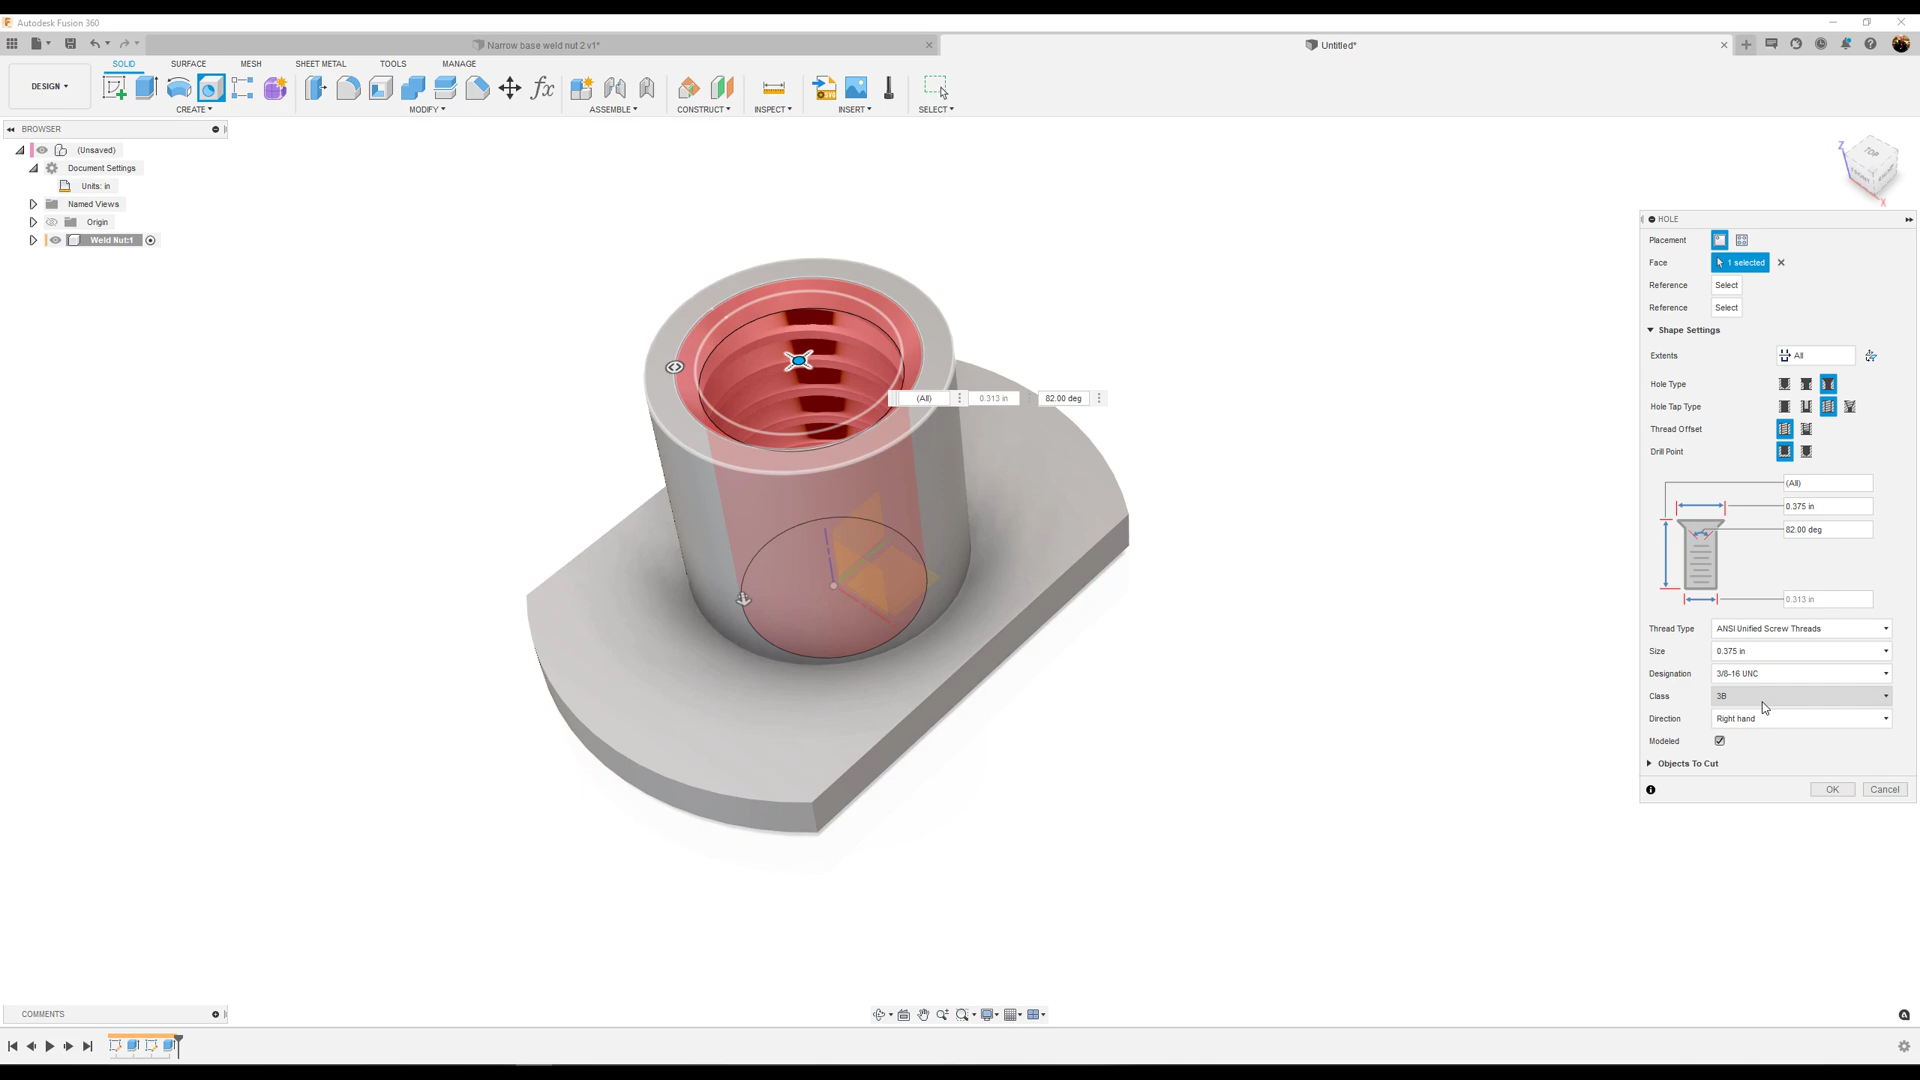 Autodesk Fusion 360
Narrow base weld nut 2 v1*
Untitled*
SOLID SURFACE MESH SHEET METAL TOOLS MANAGE
DESIGN
CREATE MODIFY ASSEMBLE CONSTRUCT INSPECT INSERT SELECT
BROWSER
(Unsaved)
Document Settings
Units: in
Named Views
Origin
Weld Nut:1
Z
TOP
FRONT
X
HOLE
Placement
Face 1 selected
Reference Select
Reference Select
Shape Settings
Extents All
Hole Type
Hole Tap Type
Thread Offset
Drill Point
(All)
0.375 in
82.00 deg
0.313 in
Thread Type ANSI Unified Screw Threads
Size 0.375 in
Designation 3/8-16 UNC
Class 3B
Direction Right hand
Modeled
Objects To Cut
OK Cancel
(All) 0.313 in 82.00 deg
COMMENTS